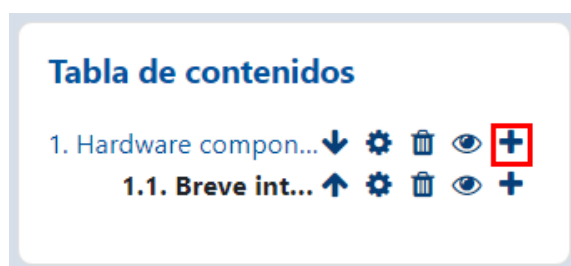 Tabla de contenidos
1. Hardware compon...
1.1. Breve int...